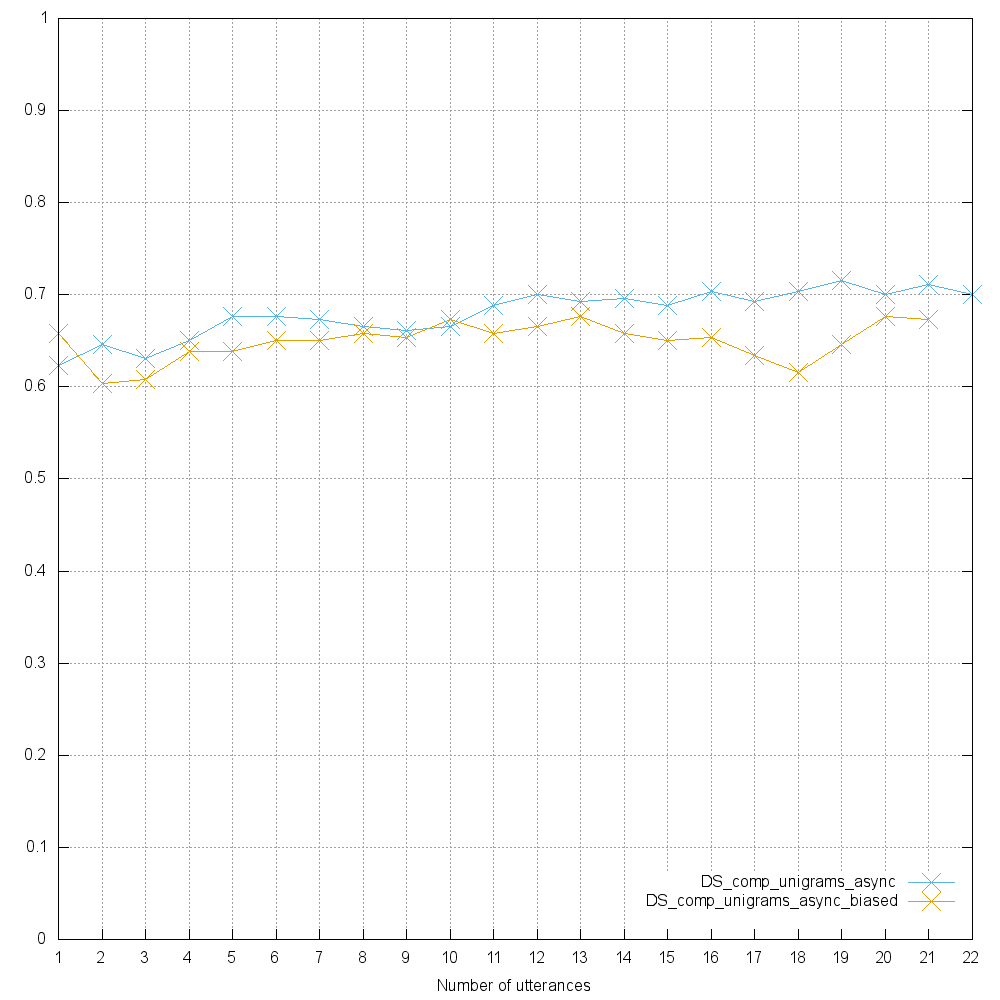 1
0.9
0.8
0.7
0.6
0.5
0.4
0.3
0.2
0.1
0
DS_comp_unigrams_async
DS_comp_unigrams_async_biased
1 2 3 4 5 6 7 8 9 10 11 12 13 14 15 16 17 18 19 20 21 22
Number of utterances